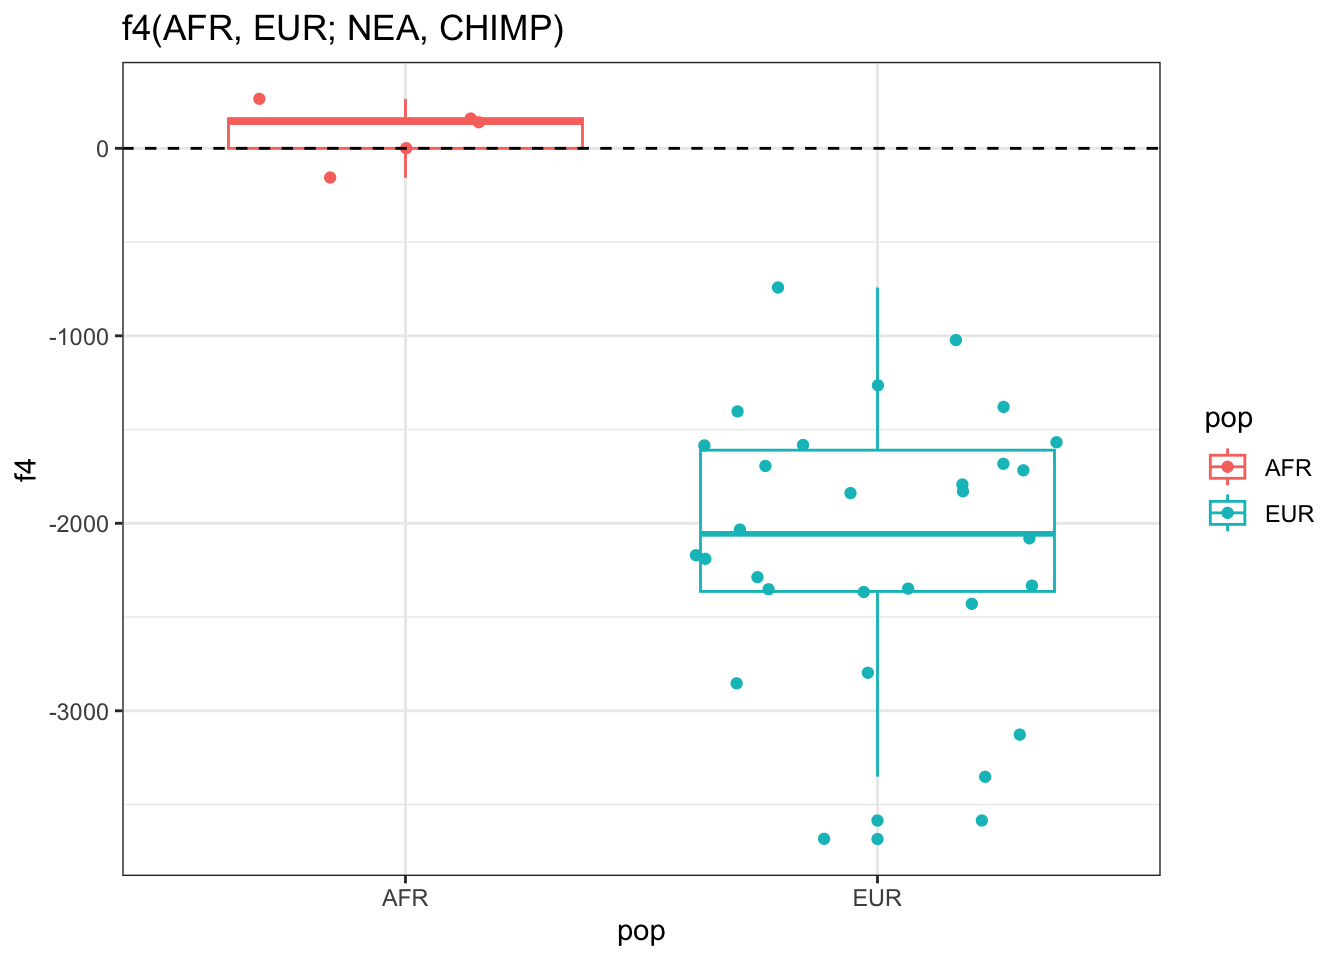 f4(AFR, EUR; NEA, CHIMP)
f4
0
-1000
-2000
-3000
AFR
EUR
pop
pop
AFR
EUR